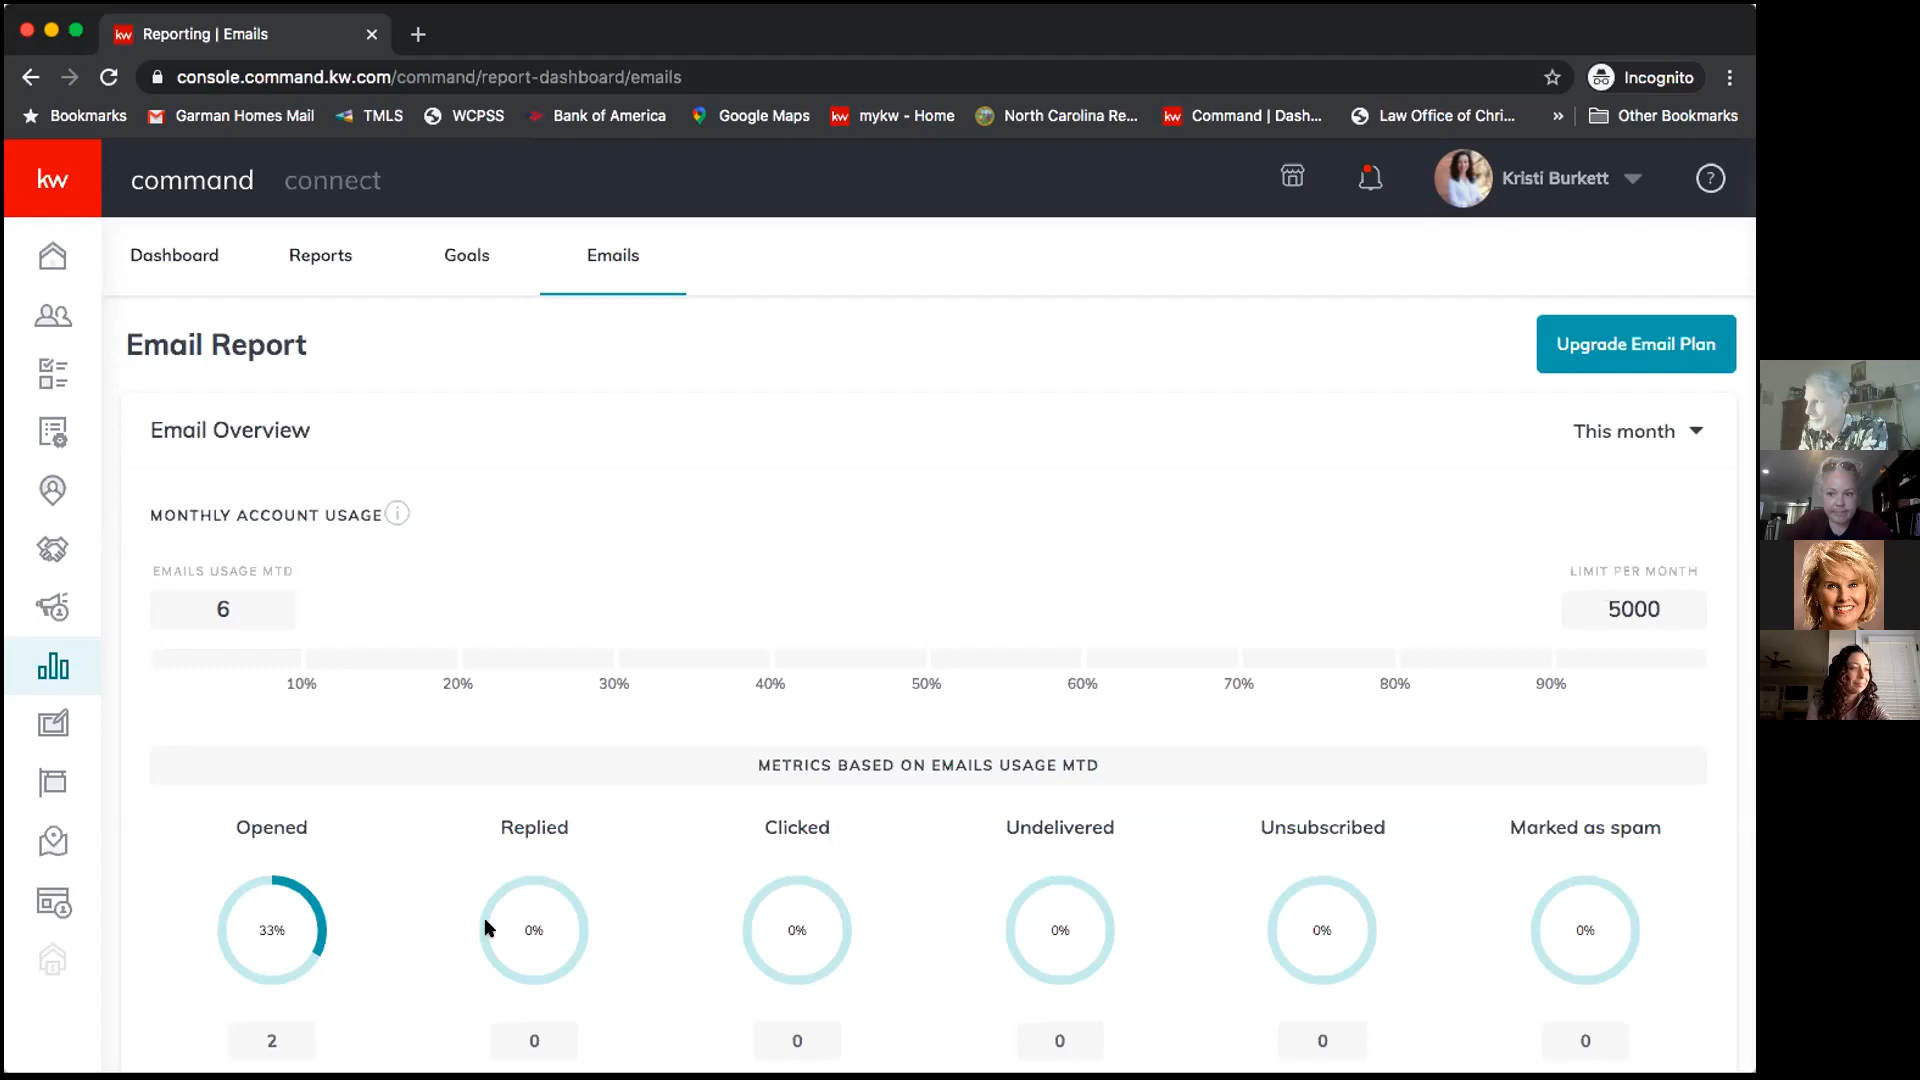 kw Reporting | Emails
console.command.kw.com/command/report-dashboard/emails
Incognito
Bookmarks Garman Homes Mail TMLS WCPSS Bank of America Google Maps kw mykw - Home North Carolina Re... kw Command | Dash... Law Office of Chri... » Other Bookmarks
kw command connect Kristi Burkett ?
Dashboard Reports Goals Emails
Email Report Upgrade Email Plan
Email Overview This month
MONTHLY ACCOUNT USAGE i
EMAILS USAGE MTD LIMIT PER MONTH
6 5000
10% 20% 30% 40% 50% 60% 70% 80% 90%
METRICS BASED ON EMAILS USAGE MTD
Opened Replied Clicked Undelivered Unsubscribed Marked as spam
33% 0% 0% 0% 0% 0%
2 0 0 0 0 0